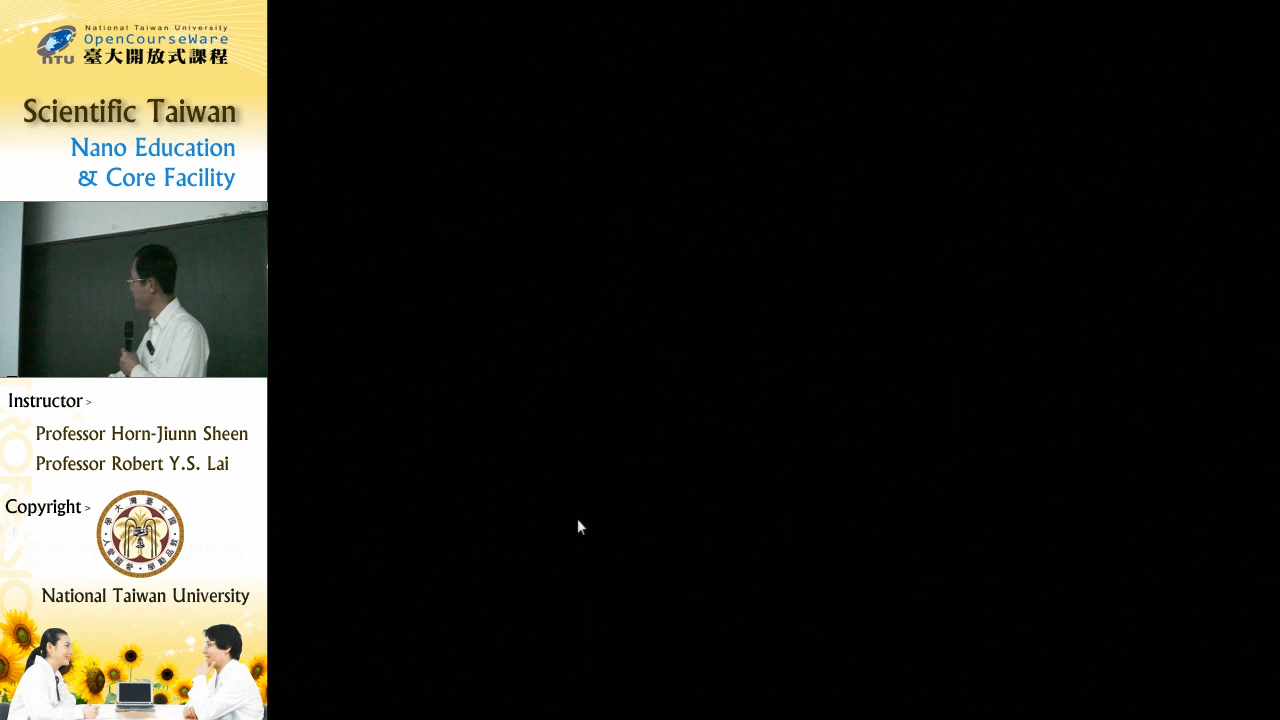 National Taiwan University
OpenCourseWare
NTU 臺大開放式課程
Scientific Taiwan
Nano Education
& Core Facility
Instructor >
Professor Horn-Jiunn Sheen
Professor Robert Y.S. Lai
Copyright >
National Taiwan University